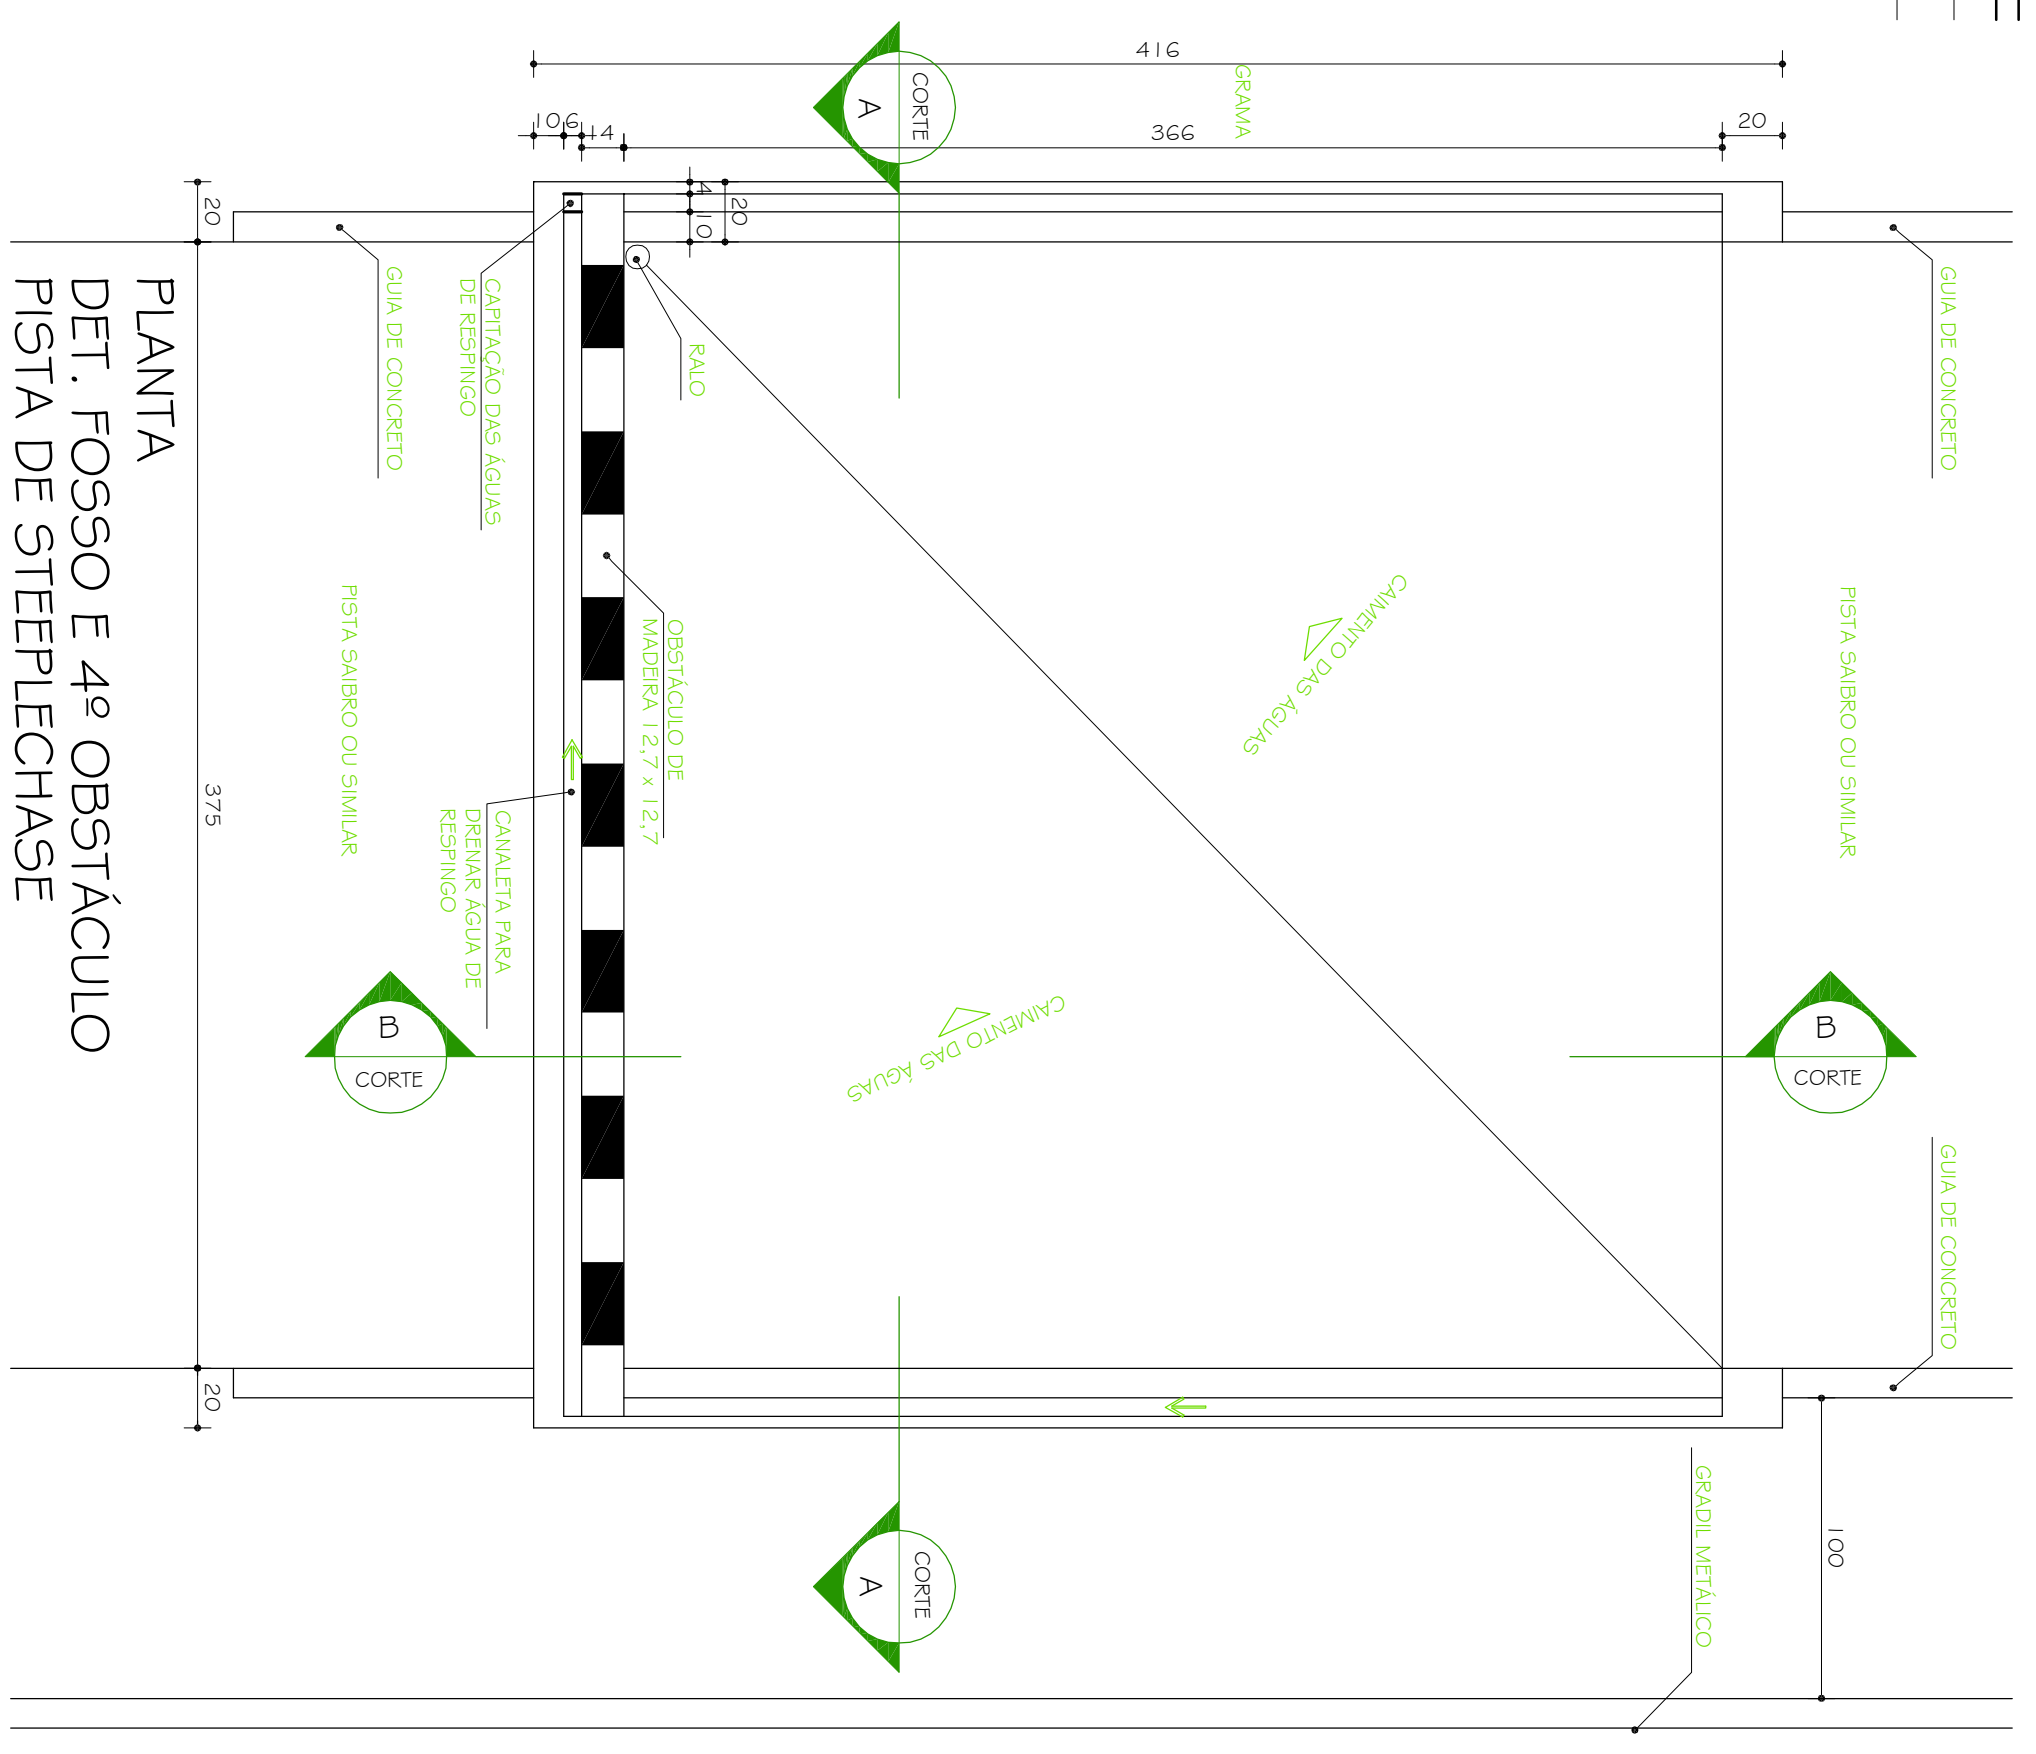 416
GRAMA
CORTE
A
10
6
14
366
20
4
10
20
20
GUIA DE CONCRETO
GUIA DE CONCRETO
CAPITAÇÃO DAS ÁGUAS
DE RESPINGO
RALO
PLANTA
DET. FOSSO E 4º OBSTÁCULO
PISTA DE STEEPLECHASE
PISTA SAIBRO OU SIMILAR
OBSTÁCULO DE
MADEIRA 12,7 x 12,7
CAIMENTO DAS ÁGUAS
PISTA SAIBRO OU SIMILAR
375
CANALETA PARA
DRENAR ÁGUA DE
RESPINGO
B
CORTE
CAIMENTO DAS ÁGUAS
B
CORTE
GUIA DE CONCRETO
20
GRADIL METÁLICO
100
CORTE
A